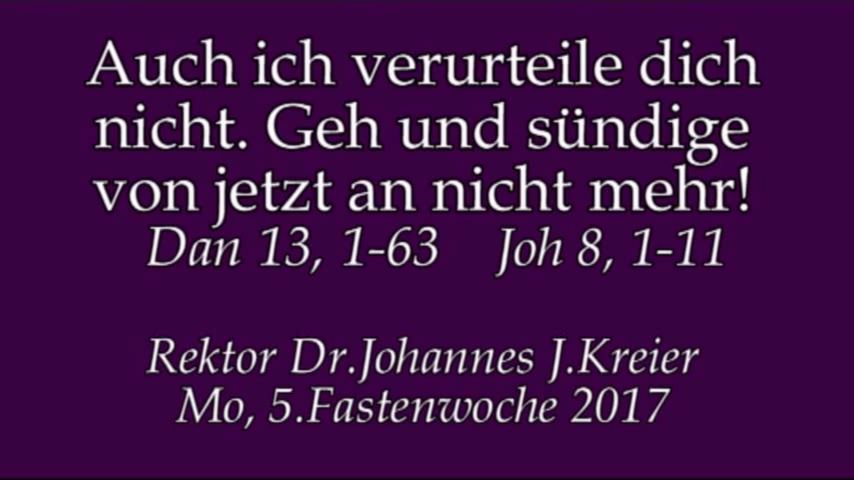 Auch ich verurteile dich
nicht. Geh und sündige
von jetzt an nicht mehr!
Dan 13, 1-63 Joh 8, 1-11
Rektor Dr.Johannes J.Kreier
Mo, 5.Fastenwoche 2017